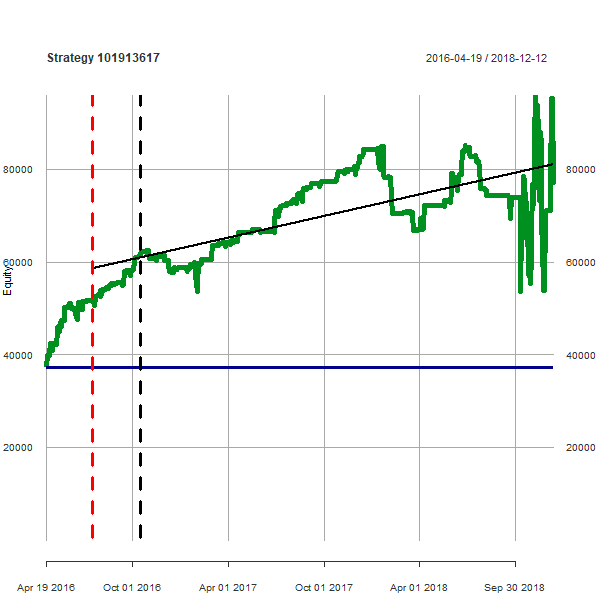 Strategy 101913617
2016-04-19 / 2018-12-12
80000 80000
60000 60000
Equity
40000 40000
20000 20000
Apr 19 2016 Oct 01 2016 Apr 01 2017 Oct 01 2017 Apr 01 2018 Sep 30 2018